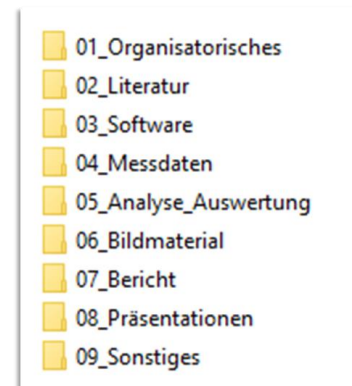 01_Organisatorisches
02_Literatur
03_Software
04_Messdaten
05_Analyse_Auswertung
06_Bildmaterial
07_Bericht
08_Präsentationen
09_Sonstiges